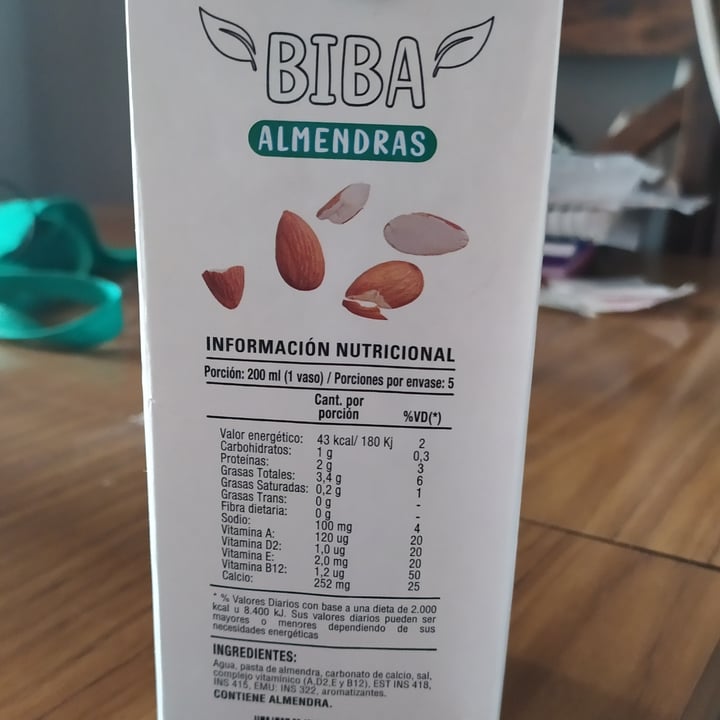 BIBA
ALMENDRAS
INFORMACIÓN NUTRICIONAL
Porción: 200 ml (1 vaso) / Porciones por envase: 5
Cant. por porción %VD(*)
Valor energético: 43 kcal/ 180 Kj 2
Carbohidratos: 1 g 0,3
Proteínas: 2 g 3
Grasas Totales: 3,4 g 6
Grasas Saturadas: 0,2 g 1
Grasas Trans: 0 g -
Fibra dietaria: 0 g -
Sodio: 100 mg 4
Vitamina A: 120 ug 20
Vitamina D2: 1,0 ug 20
Vitamina E: 2,0 mg 20
Vitamina B12: 1,2 ug 50
Calcio: 252 mg 25
* % Valores Diarios con base a una dieta de 2.000
kcal u 8.400 kJ. Sus valores diarios pueden ser
mayores o menores dependiendo de sus
necesidades energéticas
INGREDIENTES:
Agua, pasta de almendra, carbonato de calcio, sal,
complejo vitamínico (A,D2,E y B12), EST INS 418,
INS 415, EMU: INS 322, aromatizantes.
CONTIENE ALMENDRA.